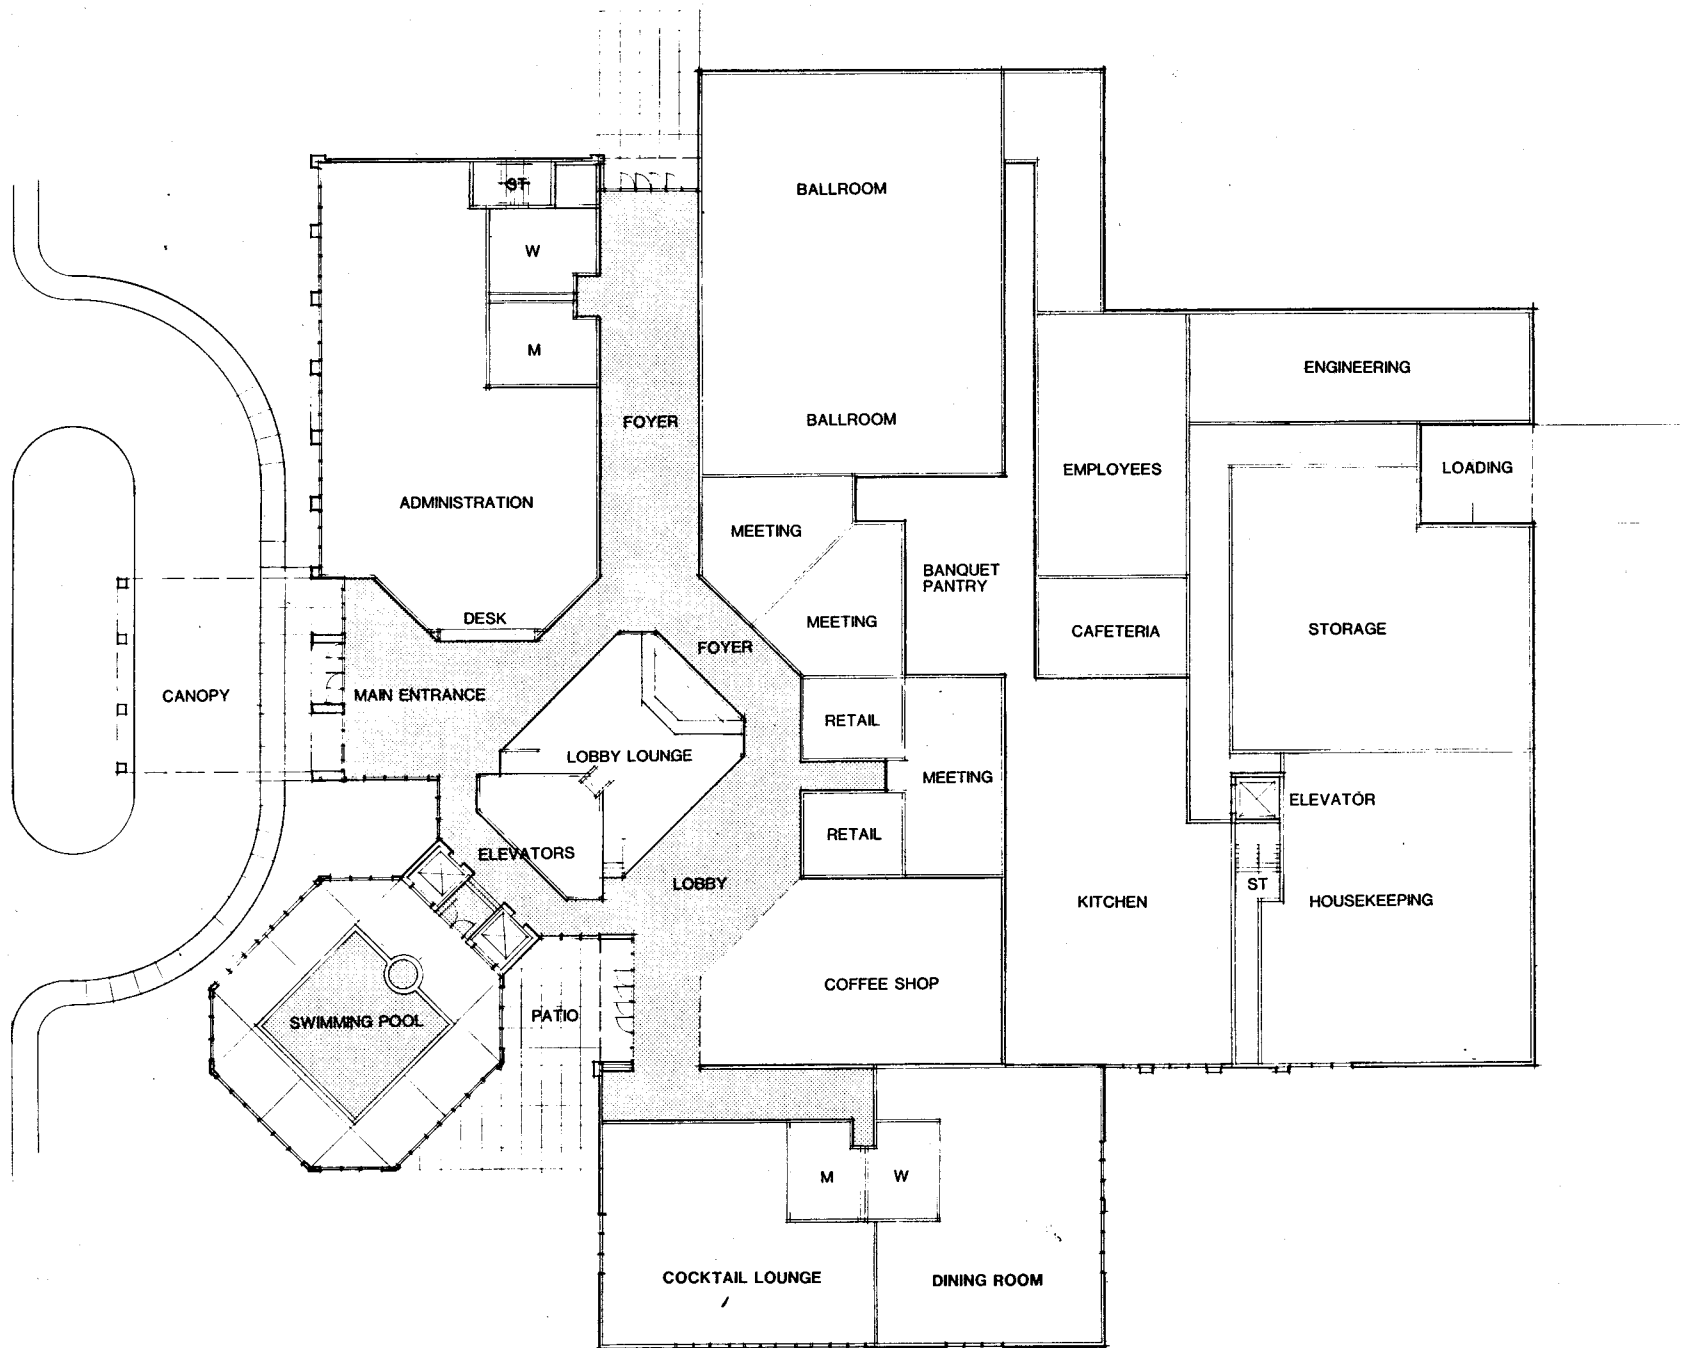 BALLROOM
ST
W
M
FOYER
BALLROOM
ENGINEERING
EMPLOYEES
LOADING
ADMINISTRATION
MEETING
BANQUET
PANTRY
DESK
MEETING
CAFETERIA
STORAGE
FOYER
CANOPY
MAIN ENTRANCE
RETAIL
LOBBY LOUNGE
MEETING
ELEVATOR
RETAIL
ELEVATORS
LOBBY
ST
KITCHEN
HOUSEKEEPING
COFFEE SHOP
SWIMMING POOL
PATIO
M
W
COCKTAIL LOUNGE
DINING ROOM